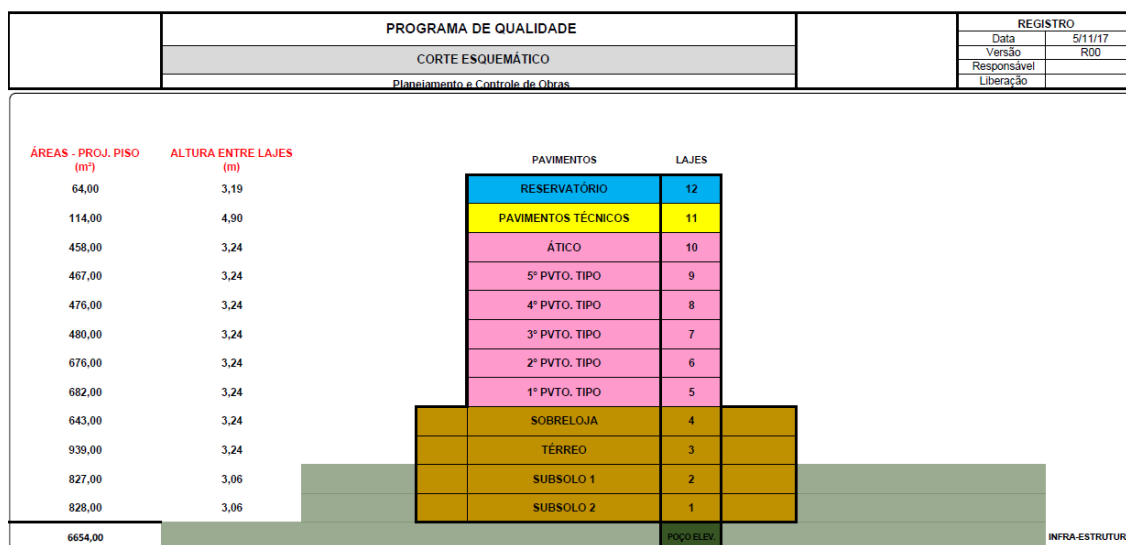 PROGRAMA DE QUALIDADE
CORTE ESQUEMÁTICO
Planejamento e Controle de Obras
REGISTRO
Data 5/11/17
Versão R00
Responsável
Liberação
ÁREAS - PROJ. PISO (m²) ALTURA ENTRE LAJES (m) PAVIMENTOS LAJES
64,00 3,19 RESERVATÓRIO 12
114,00 4,90 PAVIMENTOS TÉCNICOS 11
458,00 3,24 ÁTICO 10
467,00 3,24 5º PVTO. TIPO 9
476,00 3,24 4º PVTO. TIPO 8
480,00 3,24 3º PVTO. TIPO 7
676,00 3,24 2º PVTO. TIPO 6
682,00 3,24 1º PVTO. TIPO 5
643,00 3,24 SOBRELOJA 4
939,00 3,24 TÉRREO 3
827,00 3,06 SUBSOLO 1 2
828,00 3,06 SUBSOLO 2 1
6654,00 POÇO ELEV. INFRA-ESTRUTUR